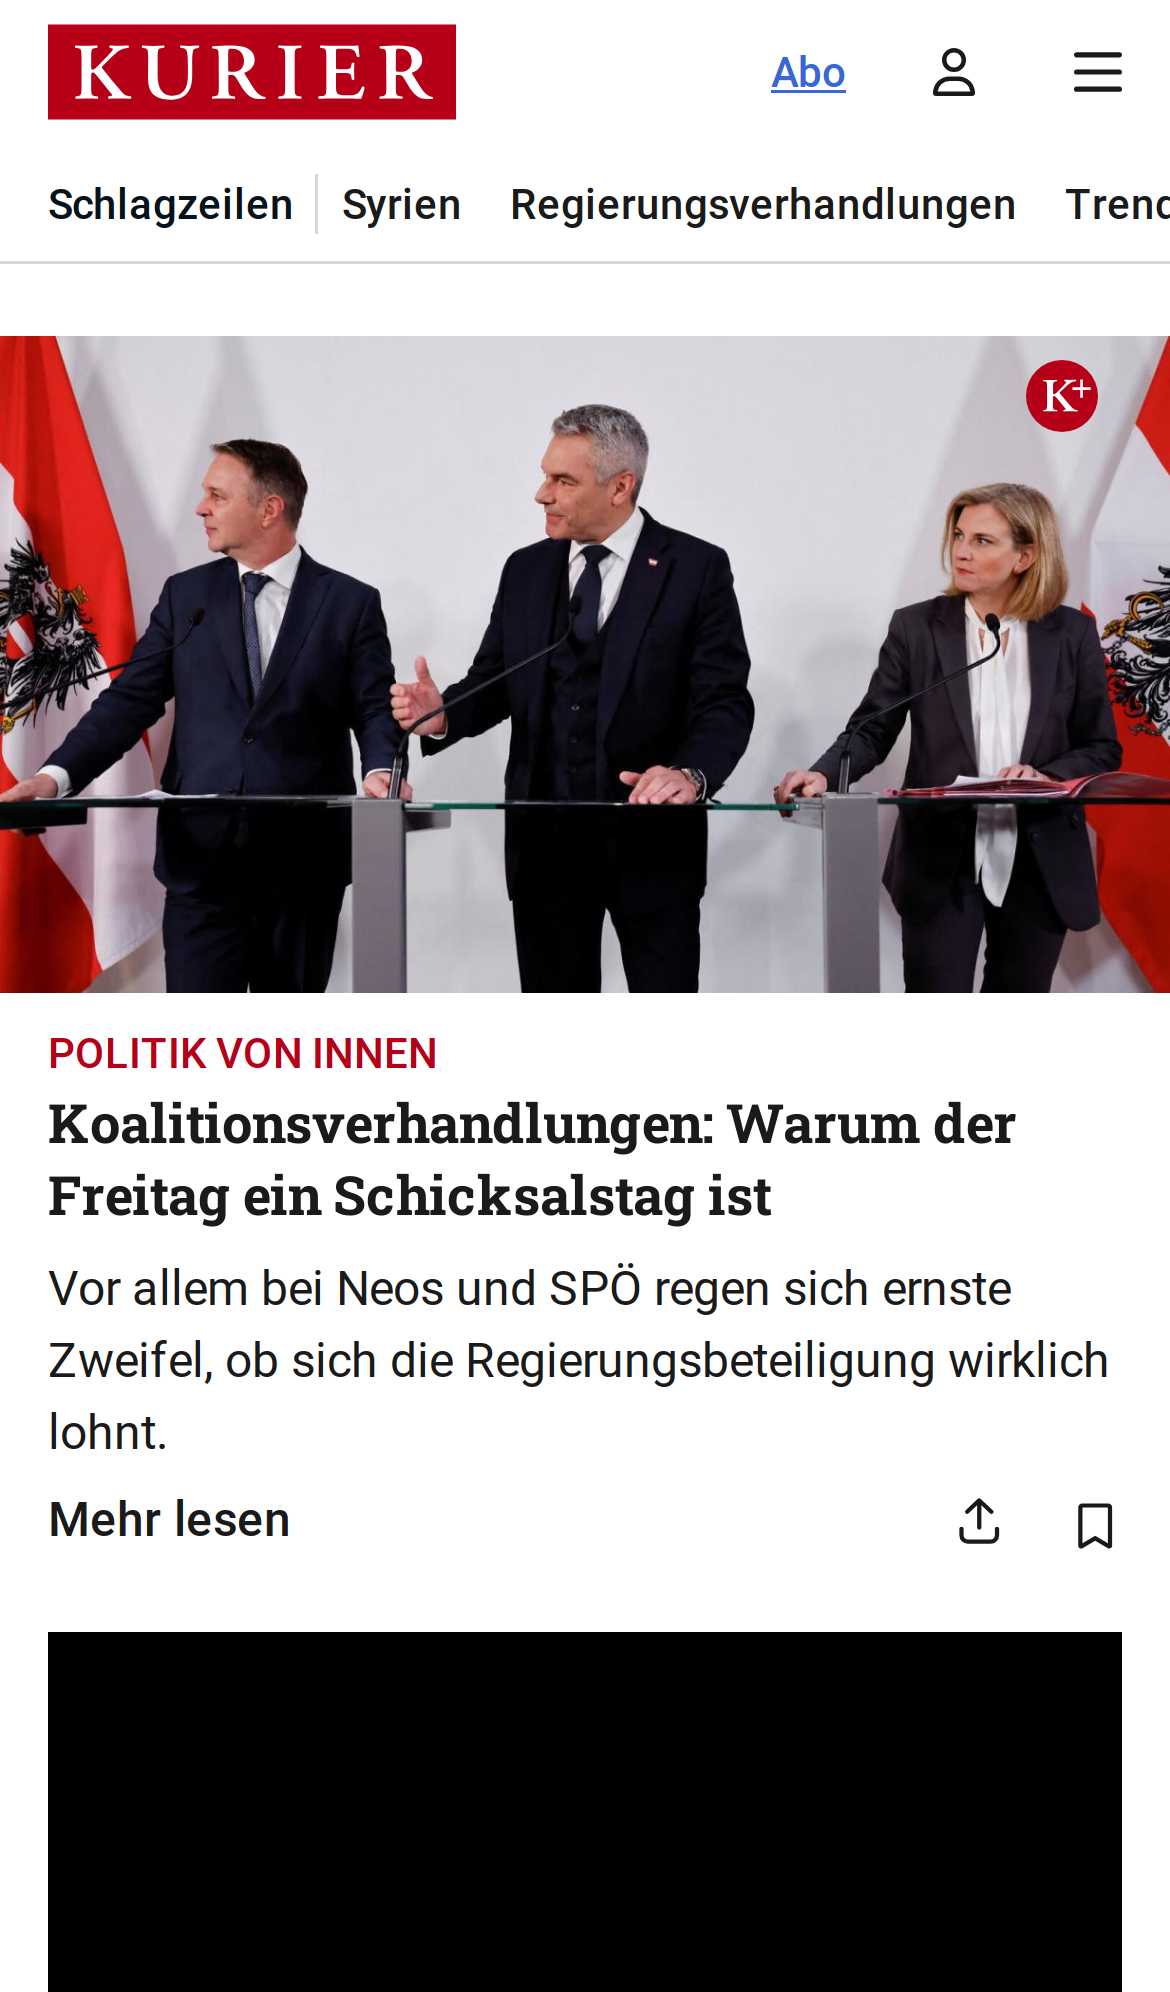 KURIER
Abo
Schlagzeilen Syrien Regierungsverhandlungen
K+
POLITIK VON INNEN
Koalitionsverhandlungen: Warum der
Freitag ein Schicksalstag ist
Vor allem bei Neos und SPÖ regen sich ernste
Zweifel, ob sich die Regierungsbeteiligung wirklich
lohnt.
Mehr lesen